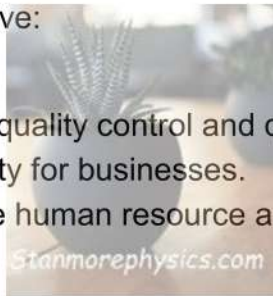 ve:
quality control and
ty for businesses.
human resource a
Stanmorephysics.com